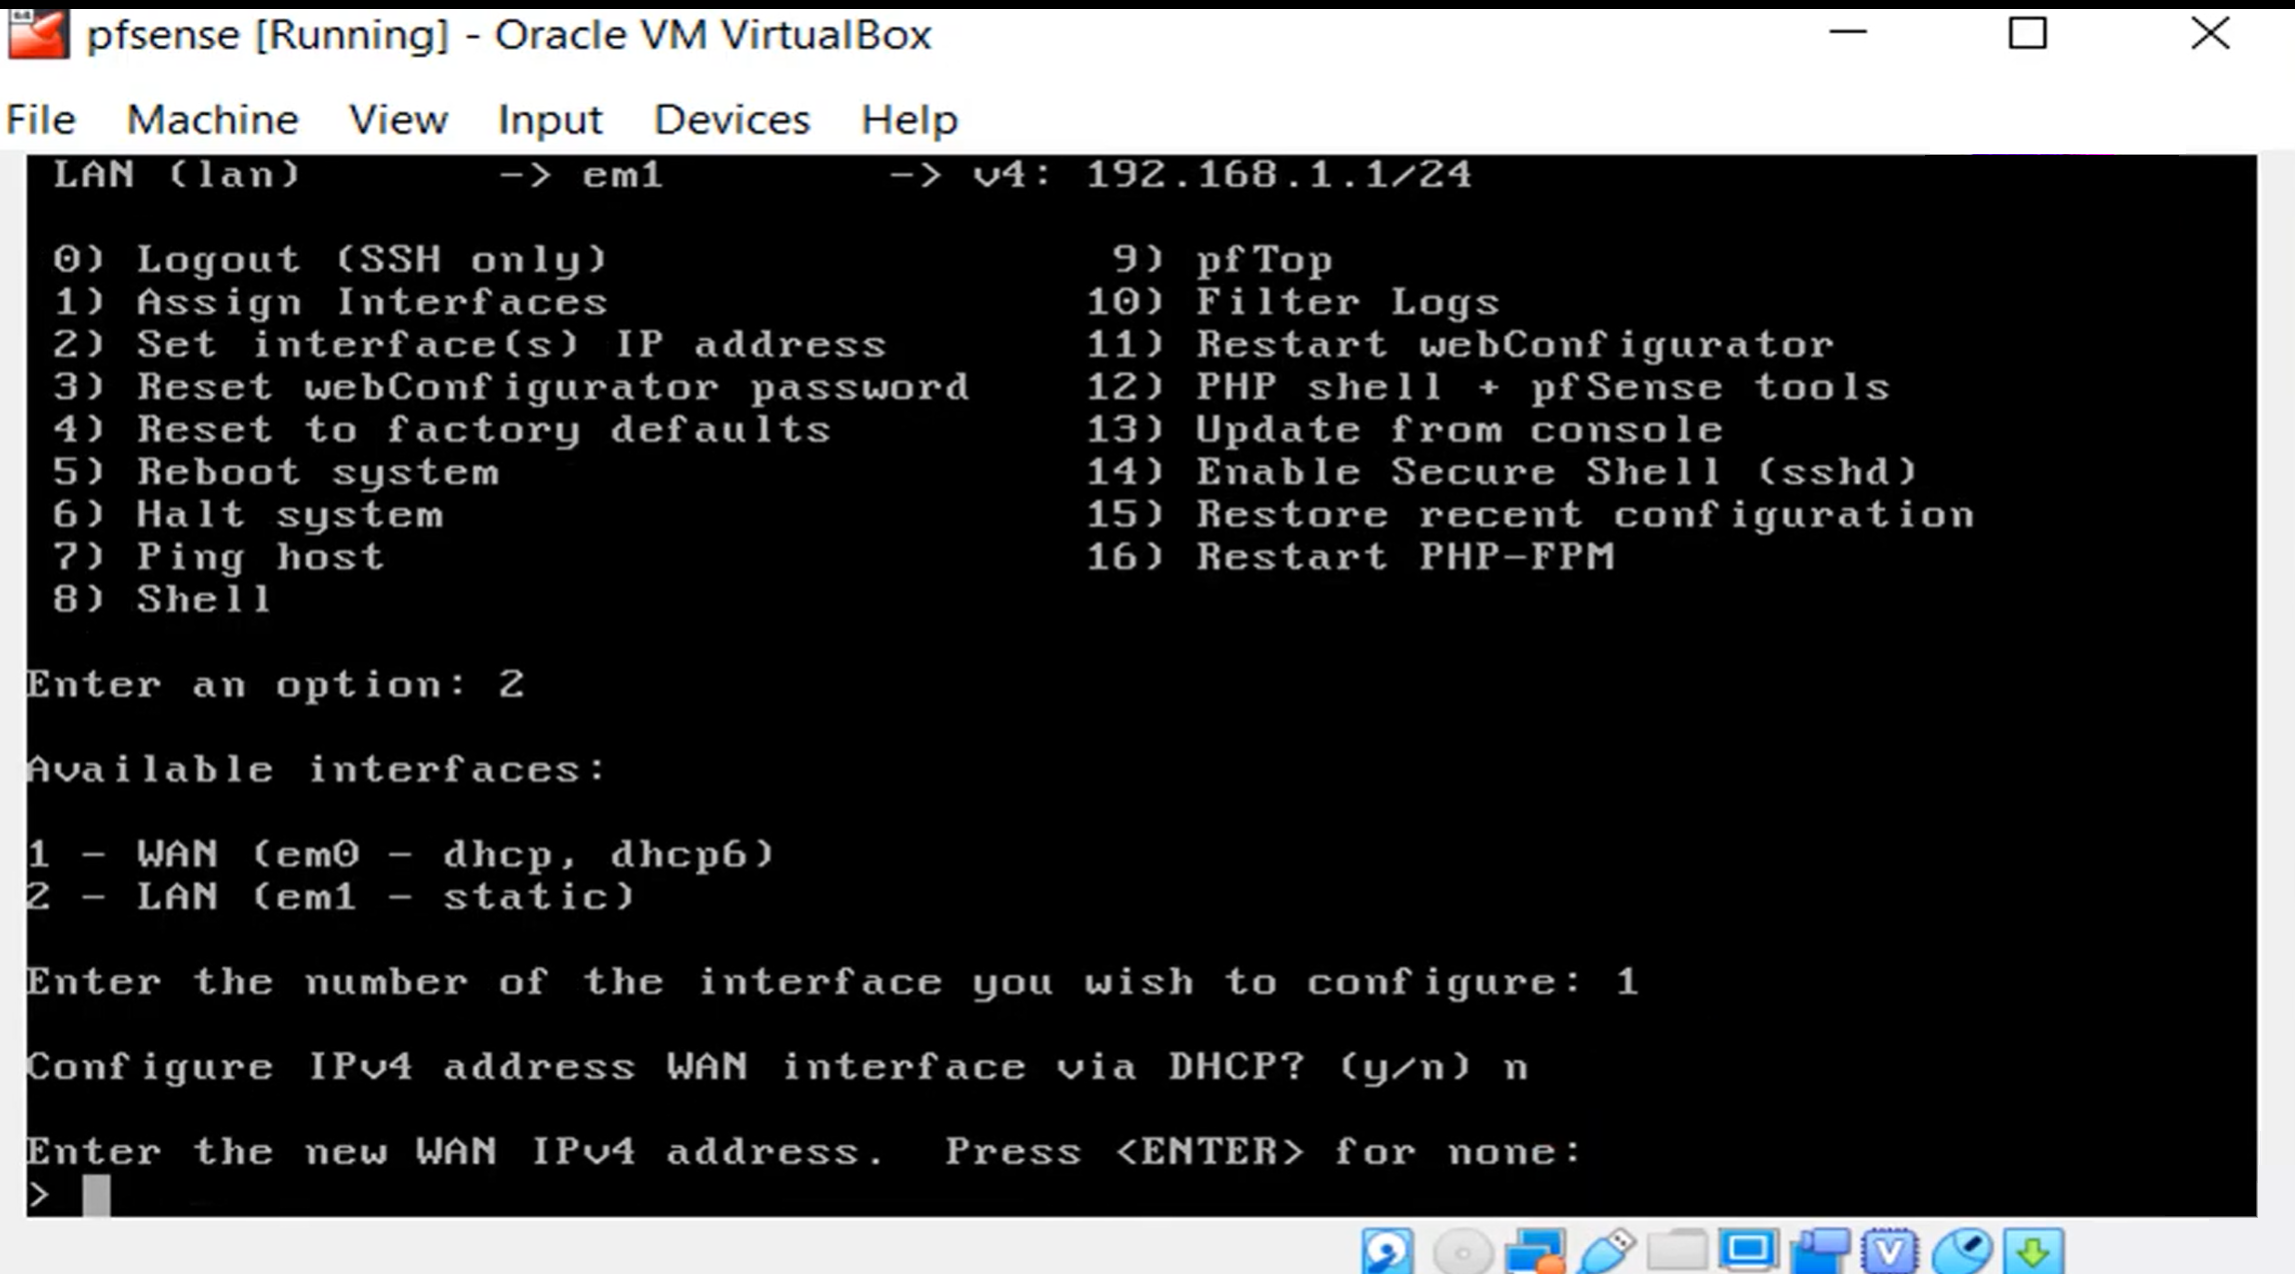 pfsense [Running] - Oracle VM VirtualBox
File Machine View Input Devices Help
LAN (lan) -> em1 -> v4: 192.168.1.1/24
0) Logout (SSH only) 9) pfTop
1) Assign Interfaces 10) Filter Logs
2) Set interface(s) IP address 11) Restart webConfigurator
3) Reset webConfigurator password 12) PHP shell + pfSense tools
4) Reset to factory defaults 13) Update from console
5) Reboot system 14) Enable Secure Shell (sshd)
6) Halt system 15) Restore recent configuration
7) Ping host 16) Restart PHP-FPM
8) Shell
Enter an option: 2
Available interfaces:
1 - WAN (em0 - dhcp, dhcp6)
2 - LAN (em1 - static)
Enter the number of the interface you wish to configure: 1
Configure IPv4 address WAN interface via DHCP? (y/n) n
Enter the new WAN IPv4 address. Press <ENTER> for none:
>